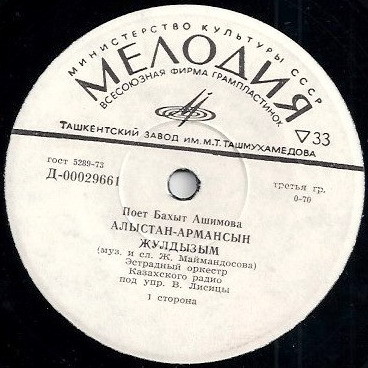 МИНИСТЕРСТВО КУЛЬТУРЫ СССР
МЕЛОДИЯ
ВСЕСОЮЗНАЯ ФИРМА ГРАМПЛАСТИНОК
ТАШКЕНТСКИЙ ЗАВОД ИМ. М.Т. ТАШМУХАМЕДОВА
33
гост 5289-73
Д-00029661
третья гр.
0-70
Поет Бахыт Ашимова
АЛЫСТАН-АРМАНСЫН
ЖУЛДЫЗЫМ
(муз. и сл. Ж. Маймандосова)
Эстрадный оркестр
Казахского радио
под упр. В. Лисицы
1 сторона